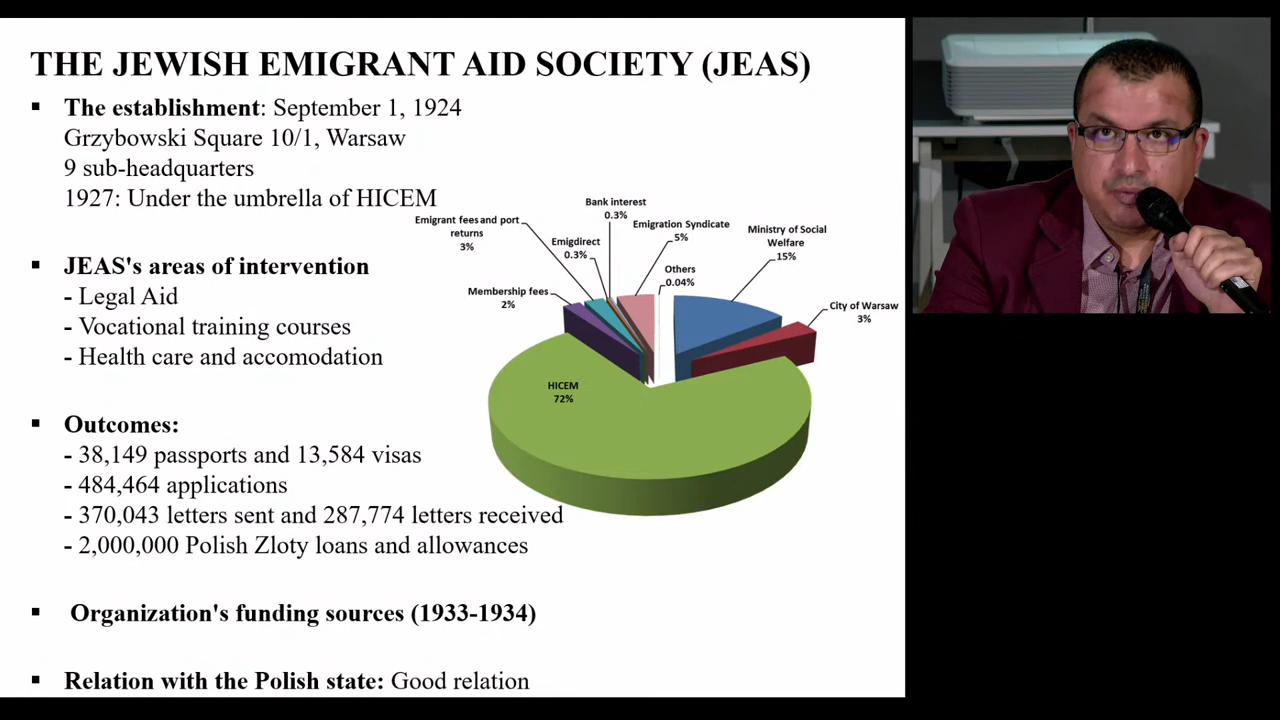 THE JEWISH EMIGRANT AID SOCIETY (JEAS)
▪ The establishment: September 1, 1924
Grzybowski Square 10/1, Warsaw
9 sub-headquarters
1927: Under the umbrella of HICEM
▪ JEAS's areas of intervention
- Legal Aid
- Vocational training courses
- Health care and accomodation
▪ Outcomes:
- 38,149 passports and 13,584 visas
- 484,464 applications
- 370,043 letters sent and 287,774 letters received
- 2,000,000 Polish Zloty loans and allowances
▪ Organization's funding sources (1933-1934)
▪ Relation with the Polish state: Good relation
Emigrant fees and port
returns
3%
Bank interest
0.3%
Emigration Syndicate
5%
Ministry of Social
Welfare
15%
Emigdirect
0.3%
Others
0.04%
Membership fees
2%
City of Warsaw
3%
HICEM
72%